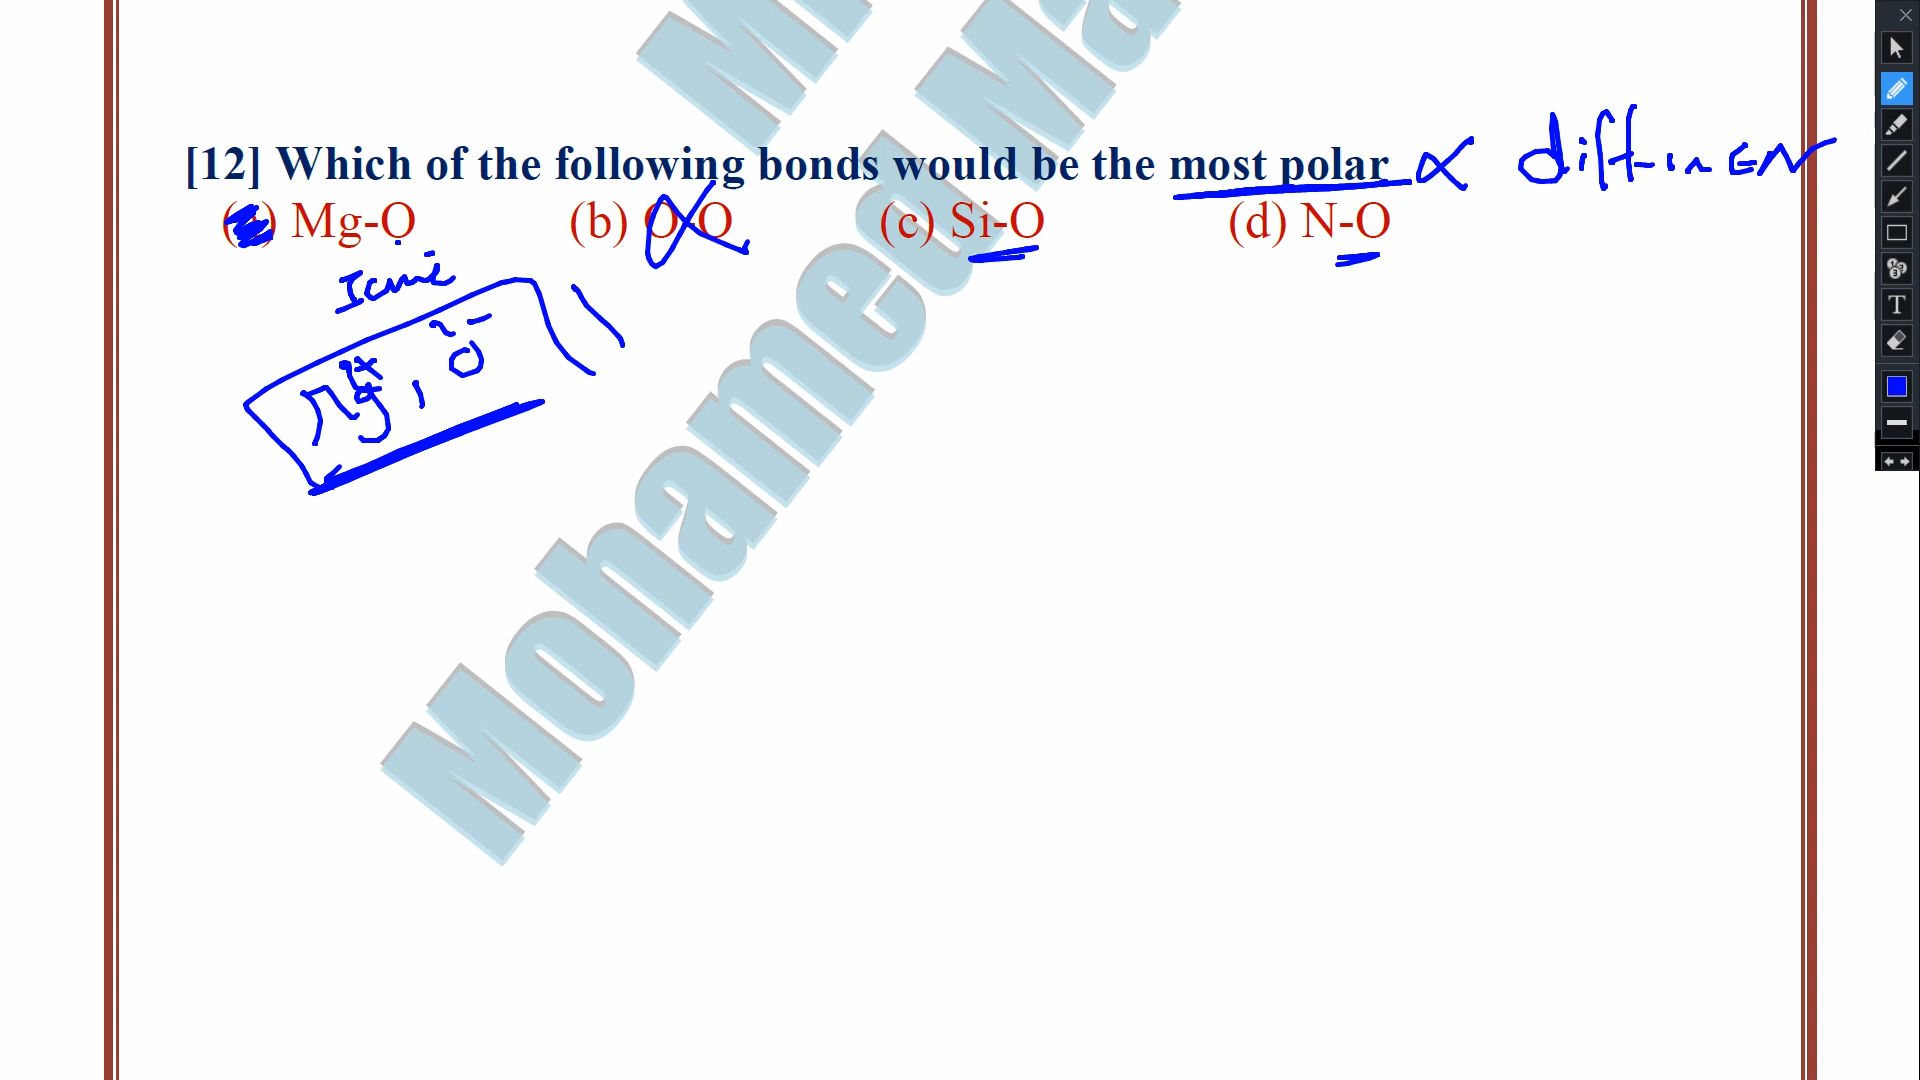 [12] Which of the following bonds would be the most polar ∝ diff in EN
(a) Mg-O (b) O-O (c) Si-O (d) N-O
Ionic
Mg²⁺, O²⁻
Mohamed Ma